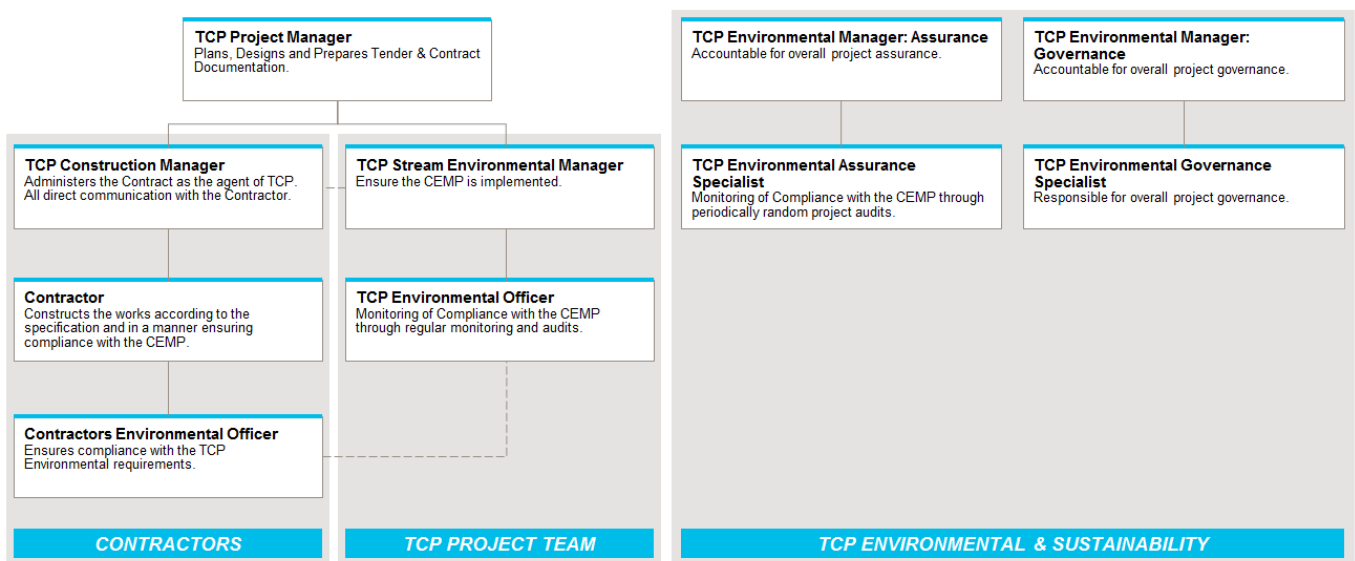 TCP Project Manager
Plans, Designs and Prepares Tender & Contract
Documentation.
TCP Environmental Manager: Assurance
Accountable for overall project assurance.
TCP Environmental Manager:
Governance
Accountable for overall project governance.
TCP Construction Manager
Administers the Contract as the agent of TCP.
All direct communication with the Contractor.
TCP Stream Environmental Manager
Ensure the CEMP is implemented.
TCP Environmental Assurance
Specialist
Monitoring of Compliance with the CEMP through
periodically random project audits.
TCP Environmental Governance
Specialist
Responsible for overall project governance.
Contractor
Constructs the works according to the
specification and in a manner ensuring
compliance with the CEMP.
TCP Environmental Officer
Monitoring of Compliance with the CEMP
through regular monitoring and audits.
Contractors Environmental Officer
Ensures compliance with the TCP
Environmental requirements.
CONTRACTORS
TCP PROJECT TEAM
TCP ENVIRONMENTAL & SUSTAINABILITY